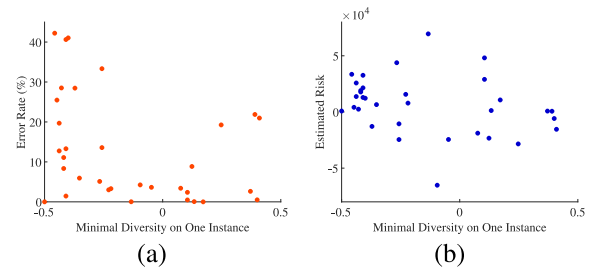 ×10⁴
40
30
20
10
0
-0.5 0 0.5
Error Rate (%)
Minimal Diversity on One Instance
(a)
5
-5
-0.5 0 0.5
Estimated Risk
Minimal Diversity on One Instance
(b)